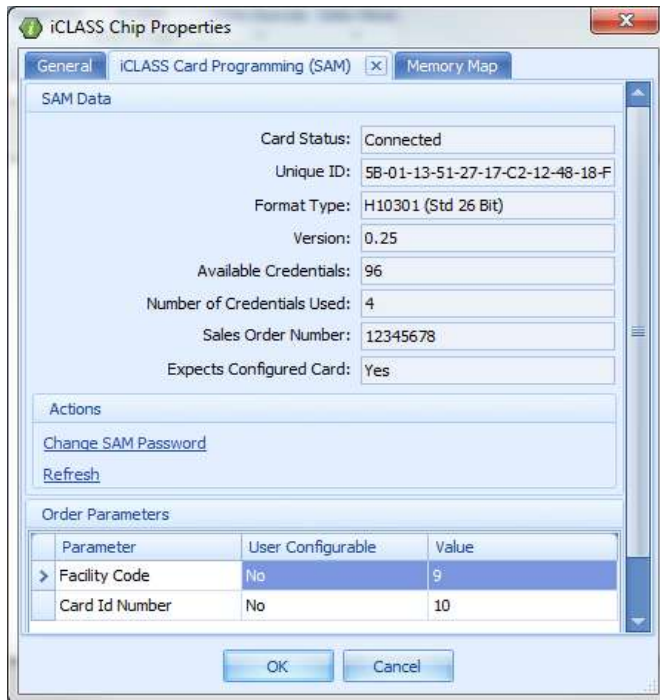 iCLASS Chip Properties
General iCLASS Card Programming (SAM) Memory Map
SAM Data
Card Status: Connected
Unique ID: 5B-01-13-51-27-17-C2-12-48-18-F
Format Type: H10301 (Std 26 Bit)
Version: 0.25
Available Credentials: 96
Number of Credentials Used: 4
Sales Order Number: 12345678
Expects Configured Card: Yes
Actions
Change SAM Password
Refresh
Order Parameters
Parameter User Configurable Value
Facility Code No 9
Card Id Number No 10
OK Cancel